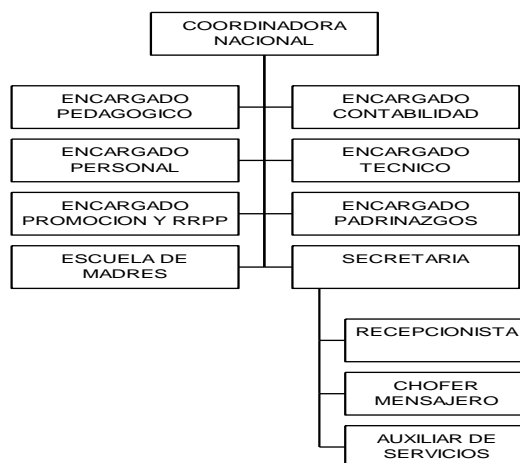 COORDINADORA
NACIONAL
ENCARGADO
PEDAGOGICO
ENCARGADO
CONTABILIDAD
ENCARGADO
PERSONAL
ENCARGADO
TECNICO
ENCARGADO
PROMOCION Y RRPP
ENCARGADO
PADRINAZGOS
ESCUELA DE
MADRES
SECRETARIA
RECEPCIONISTA
CHOFER
MENSAJERO
AUXILIAR DE
SERVICIOS